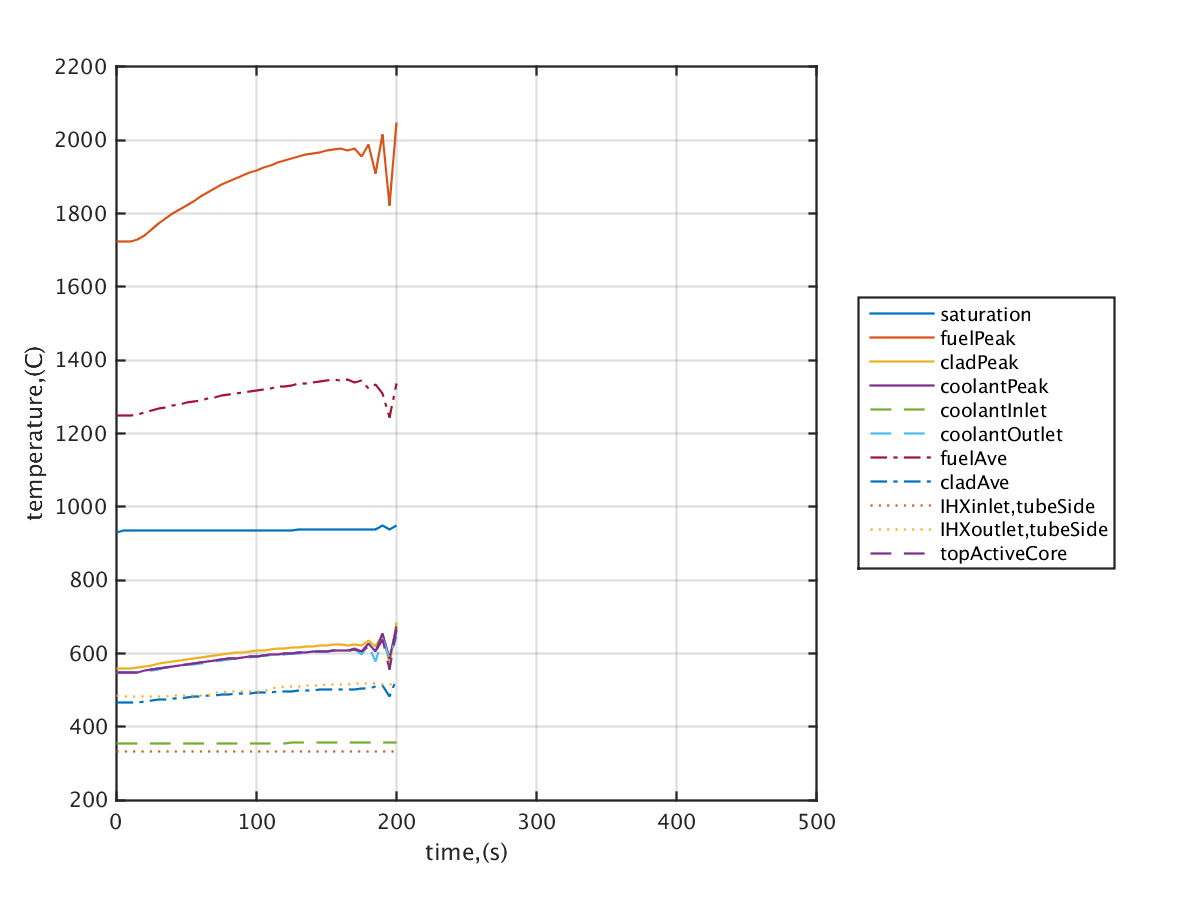 2200
2000
1800
1600
1400
1200
1000
800
600
400
200
temperature,(C)
0
100
200
300
400
500
time,(s)
saturation
fuelPeak
cladPeak
coolantPeak
coolantInlet
coolantOutlet
fuelAve
cladAve
IHXinlet,tubeSide
IHXoutlet,tubeSide
topActiveCore